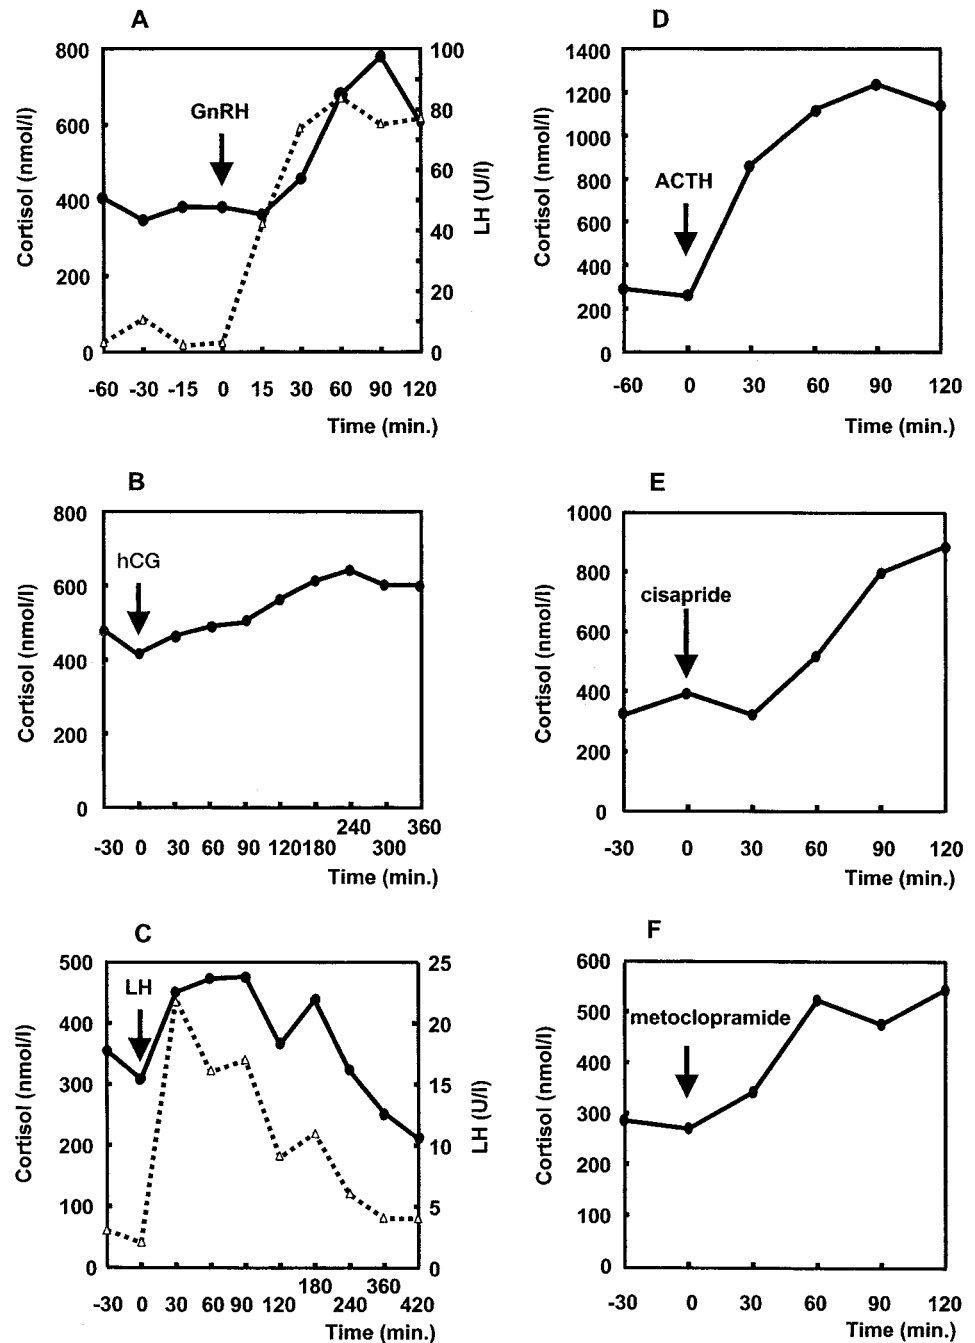 A
800
600
400
200
0
Cortisol (nmol/l)
GnRH
100
80
60
40
20
0
LH (U/l)
-60 -30 -15 0 15 30 60 90 120
Time (min.)
D
1400
1200
1000
800
600
400
200
0
Cortisol (nmol/l)
ACTH
-60 0 30 60 90 120
Time (min.)
B
800
600
400
200
0
Cortisol (nmol/l)
hCG
240 360
-30 0 30 60 90 120 180 300
Time (min.)
E
1000
800
600
400
200
0
Cortisol (nmol/l)
cisapride
-30 0 30 60 90 120
Time (min.)
C
500
400
300
200
100
0
Cortisol (nmol/l)
LH
25
20
15
10
5
0
LH (U/l)
180 360
-30 0 30 60 90 120 240 420
Time (min.)
F
600
500
400
300
200
100
0
Cortisol (nmol/l)
metoclopramide
-30 0 30 60 90 120
Time (min.)